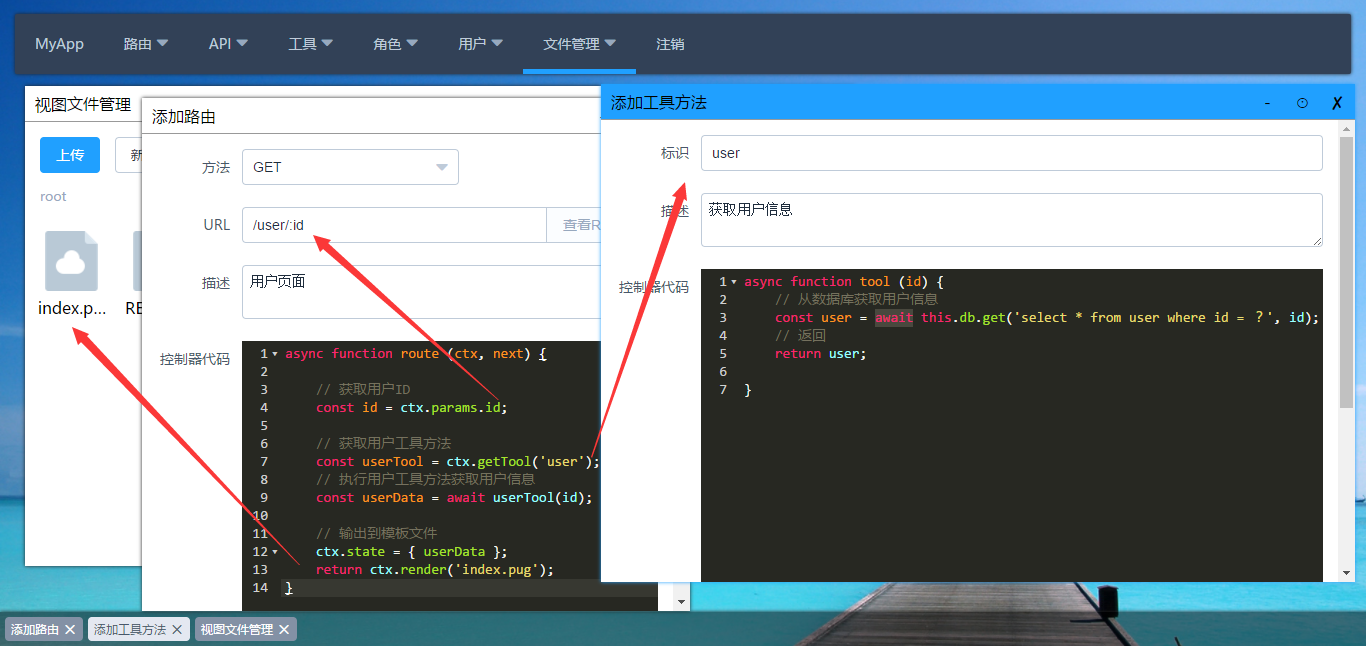 MyApp 路由 API 工具 角色 用户 文件管理 注销
视图文件管理
上传 新
root
index.p... RE
添加路由
方法 GET
URL /user/:id 查看R
描述 用户页面
控制器代码
1 async function route (ctx, next) {
2
3 // 获取用户ID
4 const id = ctx.params.id;
5
6 // 获取用户工具方法
7 const userTool = ctx.getTool('user');
8 // 执行用户工具方法获取用户信息
9 const userData = await userTool(id);
10
11 // 输出到模板文件
12 ctx.state = { userData };
13 return ctx.render('index.pug');
14 }
添加工具方法
标识 user
描述 获取用户信息
控制器代码
1 async function tool (id) {
2 // 从数据库获取用户信息
3 const user = await this.db.get('select * from user where id = ？', id);
4 // 返回
5 return user;
6
7 }
添加路由 添加工具方法 视图文件管理